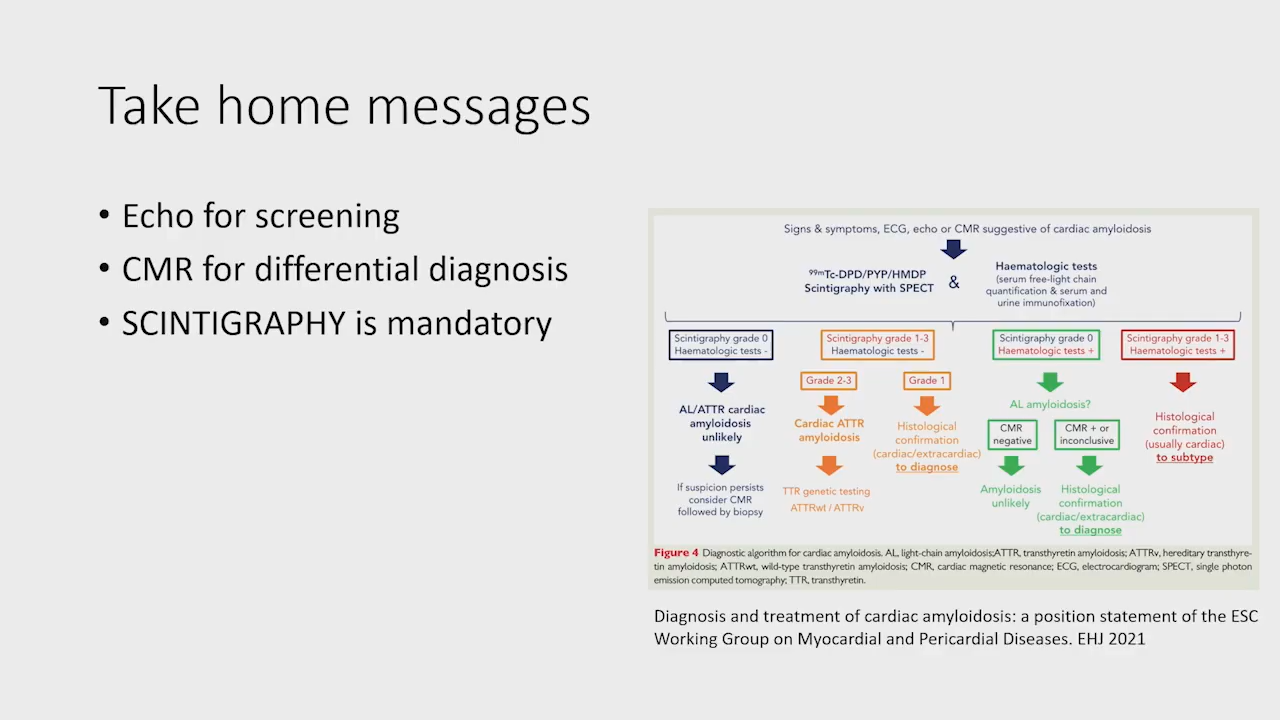 Take home messages
• Echo for screening
• CMR for differential diagnosis
• SCINTIGRAPHY is mandatory
Signs & symptoms, ECG, echo or CMR suggestive of cardiac amyloidosis
99mTc-DPD/PYP/HMDP
Scintigraphy with SPECT
&
Haematologic tests
(serum free-light chain
quantification & serum and
urine immunofixation)
Scintigraphy grade 0
Haematologic tests -
AL/ATTR cardiac
amyloidosis
unlikely
If suspicion persists
consider CMR
followed by biopsy
Scintigraphy grade 1-3
Haematologic tests -
Grade 2-3
Cardiac ATTR
amyloidosis
TTR genetic testing
ATTRwt / ATTRv
Grade 1
Histological
confirmation
(cardiac/extracardiac)
to diagnose
Scintigraphy grade 0
Haematologic tests +
AL amyloidosis?
CMR
negative
Amyloidosis
unlikely
CMR + or
inconclusive
Histological
confirmation
(cardiac/extracardiac)
to diagnose
Scintigraphy grade 1-3
Haematologic tests +
Histological
confirmation
(usually cardiac)
to subtype
Figure 4 Diagnostic algorithm for cardiac amyloidosis. AL, light-chain amyloidosis;ATTR, transthyretin amyloidosis; ATTRv, hereditary transthyre-
tin amyloidosis; ATTRwt, wild-type transthyretin amyloidosis; CMR, cardiac magnetic resonance; ECG, electrocardiogram; SPECT, single photon
emission computed tomography; TTR, transthyretin.
Diagnosis and treatment of cardiac amyloidosis: a position statement of the ESC
Working Group on Myocardial and Pericardial Diseases. EHJ 2021